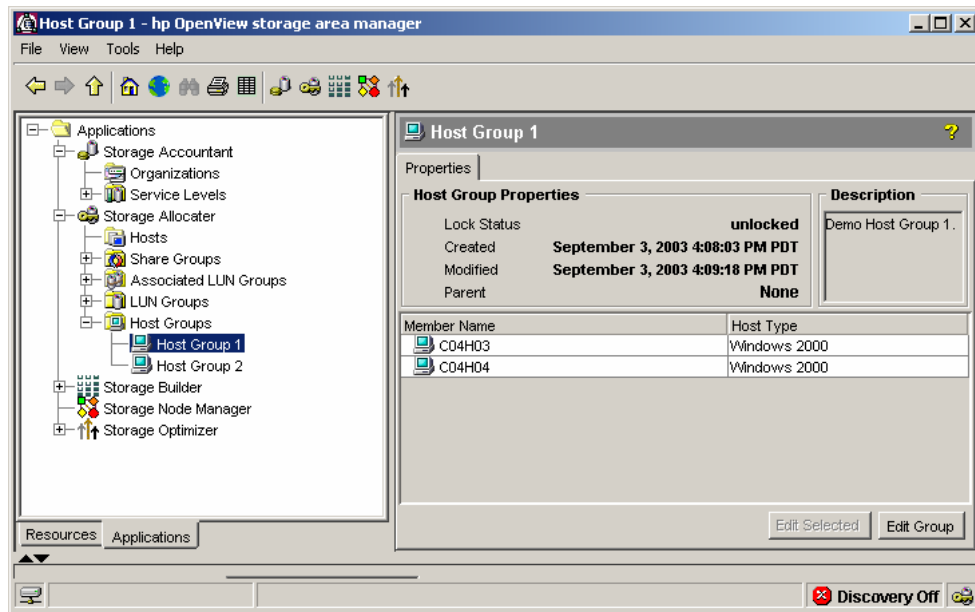 Host Group 1 - hp OpenView storage area manager
File View Tools Help
Applications
Storage Accountant
Organizations
Service Levels
Storage Allocater
Hosts
Share Groups
Associated LUN Groups
LUN Groups
Host Groups
Host Group 1
Host Group 2
Storage Builder
Storage Node Manager
Storage Optimizer
Resources Applications
Host Group 1
Properties
Host Group Properties
Lock Status unlocked
Created September 3, 2003 4:08:03 PM PDT
Modified September 3, 2003 4:09:18 PM PDT
Parent None
Description
Demo Host Group 1.
Member Name Host Type
C04H03 Windows 2000
C04H04 Windows 2000
Edit Selected Edit Group
Discovery Off